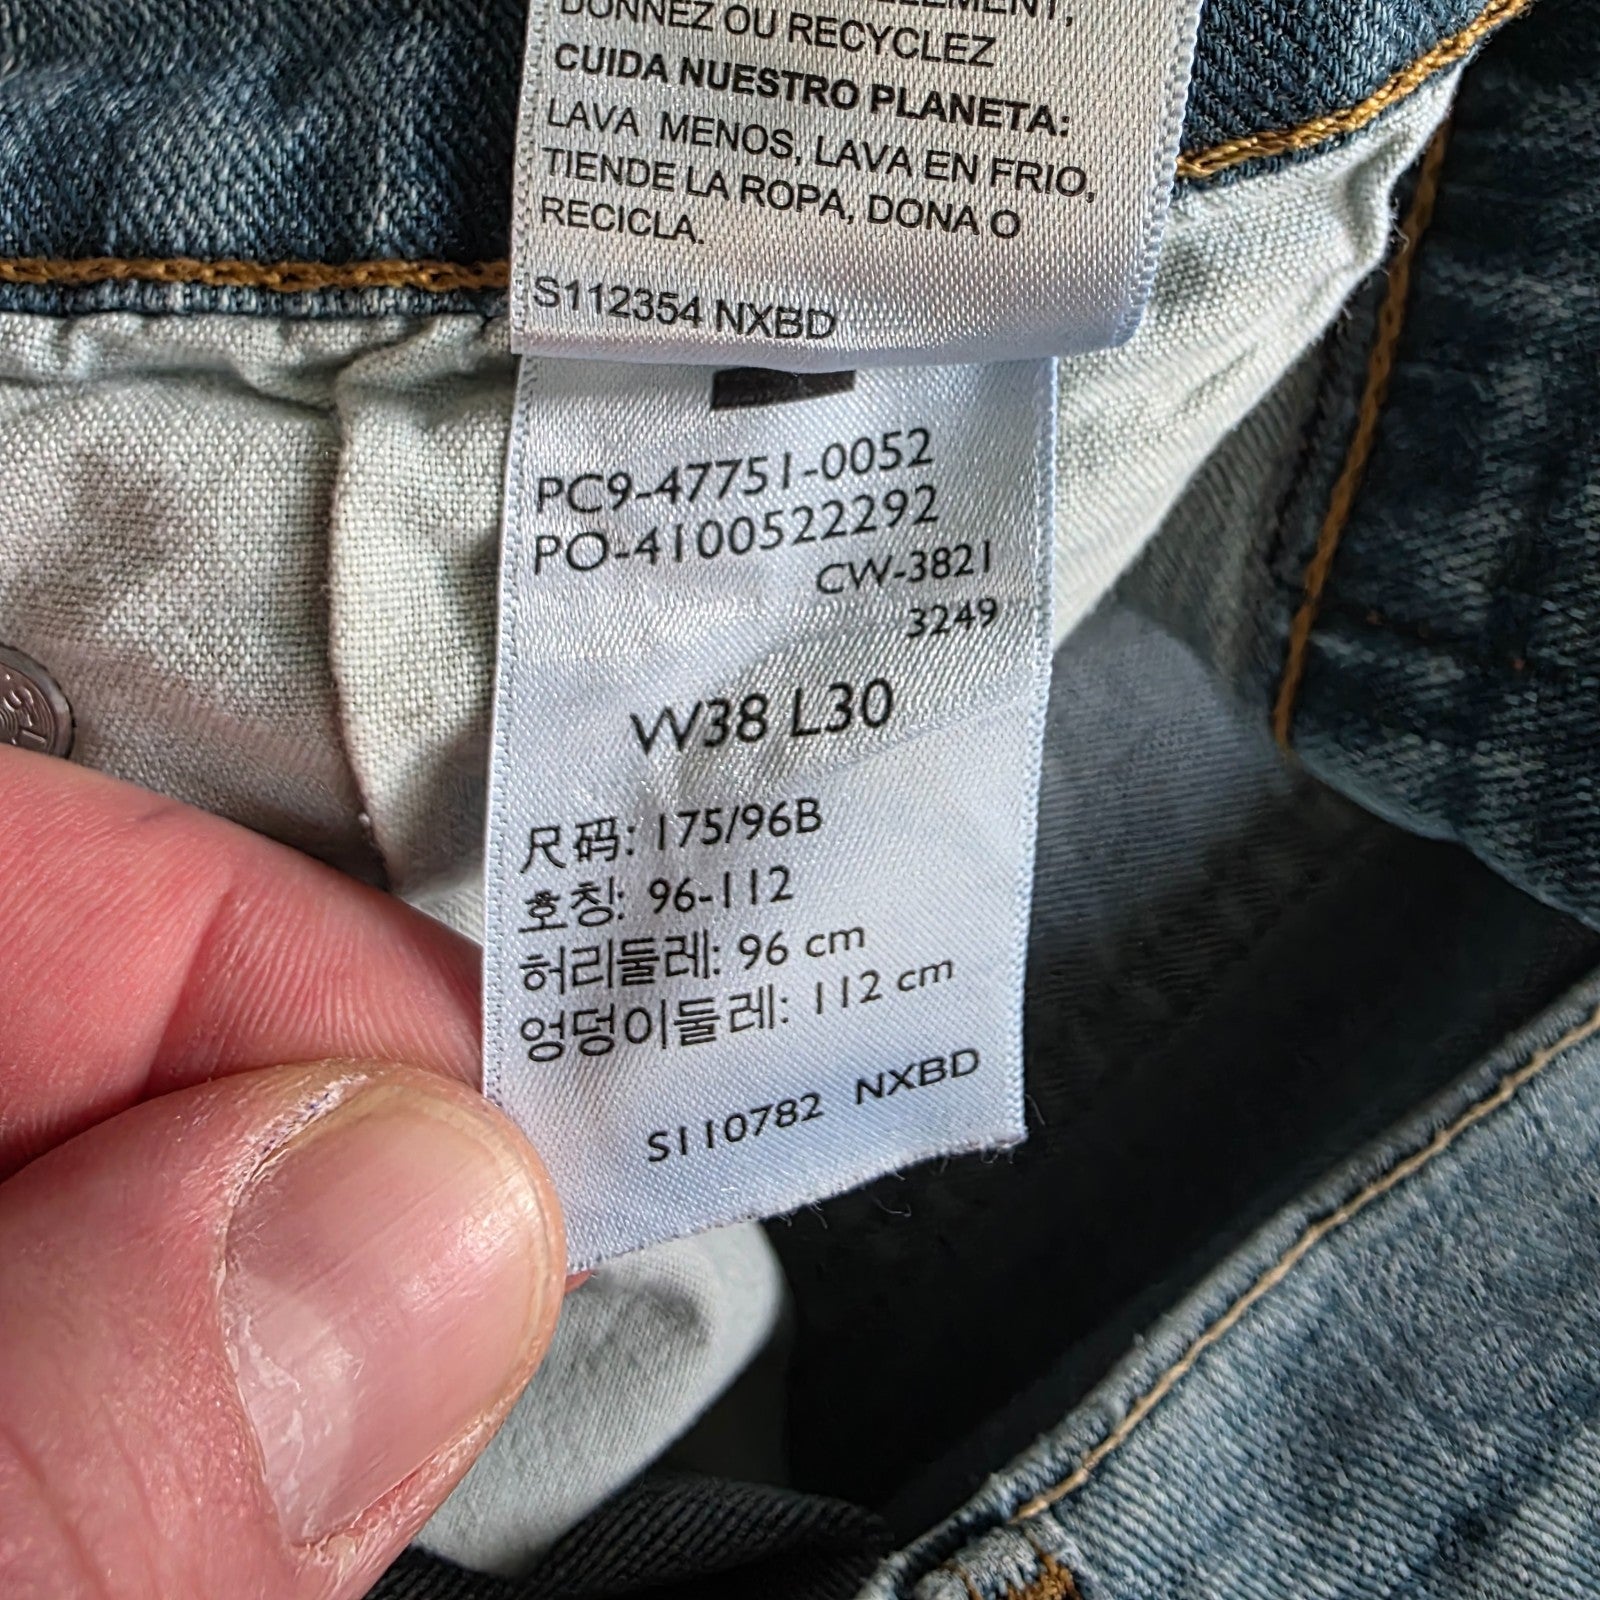 DONNEZ OU RECYCLEZ
CUIDA NUESTRO PLANETA:
LAVA MENOS, LAVA EN FRIO,
TIENDE LA ROPA, DONA O
RECICLA.
S112354 NXBD
PC9-47751-0052
PO-4100522292
CW-3821
3249
W38 L30
尺码: 175/96B
호칭: 96-112
허리둘레: 96 cm
엉덩이둘레: 112 cm
S110782 NXBD